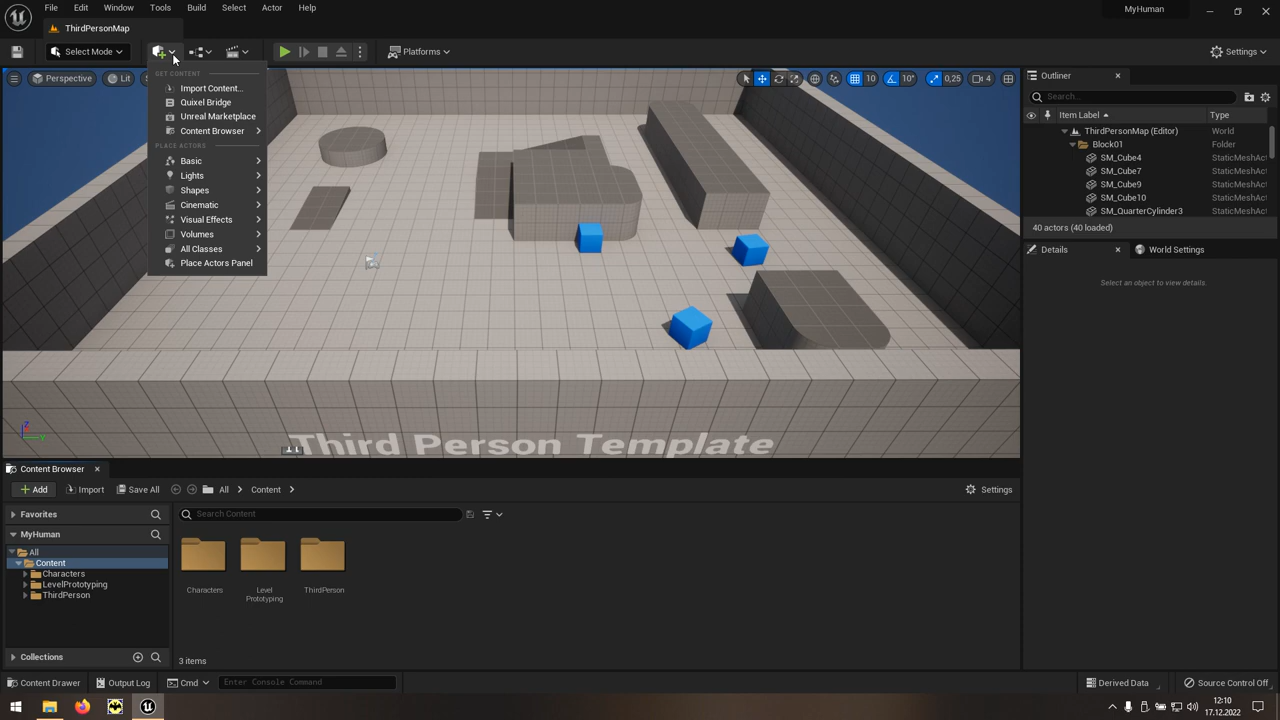 File Edit Window Tools Build Select Actor Help
MyHuman
ThirdPersonMap
Select Mode
Platforms
Settings
Perspective
Lit
10
10°
0,25
4
GET CONTENT
Import Content...
Quixel Bridge
Unreal Marketplace
Content Browser
PLACE ACTORS
Basic
Lights
Shapes
Cinematic
Visual Effects
Volumes
All Classes
Place Actors Panel
Third Person Template
Outliner
Search...
Item Label Type
ThirdPersonMap (Editor) World
Block01 Folder
SM_Cube4 StaticMeshAct
SM_Cube7 StaticMeshAct
SM_Cube9 StaticMeshAct
SM_Cube10 StaticMeshAct
SM_QuarterCylinder3 StaticMeshAct
40 actors (40 loaded)
Details
World Settings
Select an object to view details.
Content Browser
Add Import Save All All Content Settings
Favorites
Search Content
MyHuman
All
Content
Characters
LevelPrototyping
ThirdPerson
Characters
Level
Prototyping
ThirdPerson
Collections
3 items
Content Drawer Output Log Cmd Enter Console Command Derived Data Source Control Off
12:10
17.12.2022